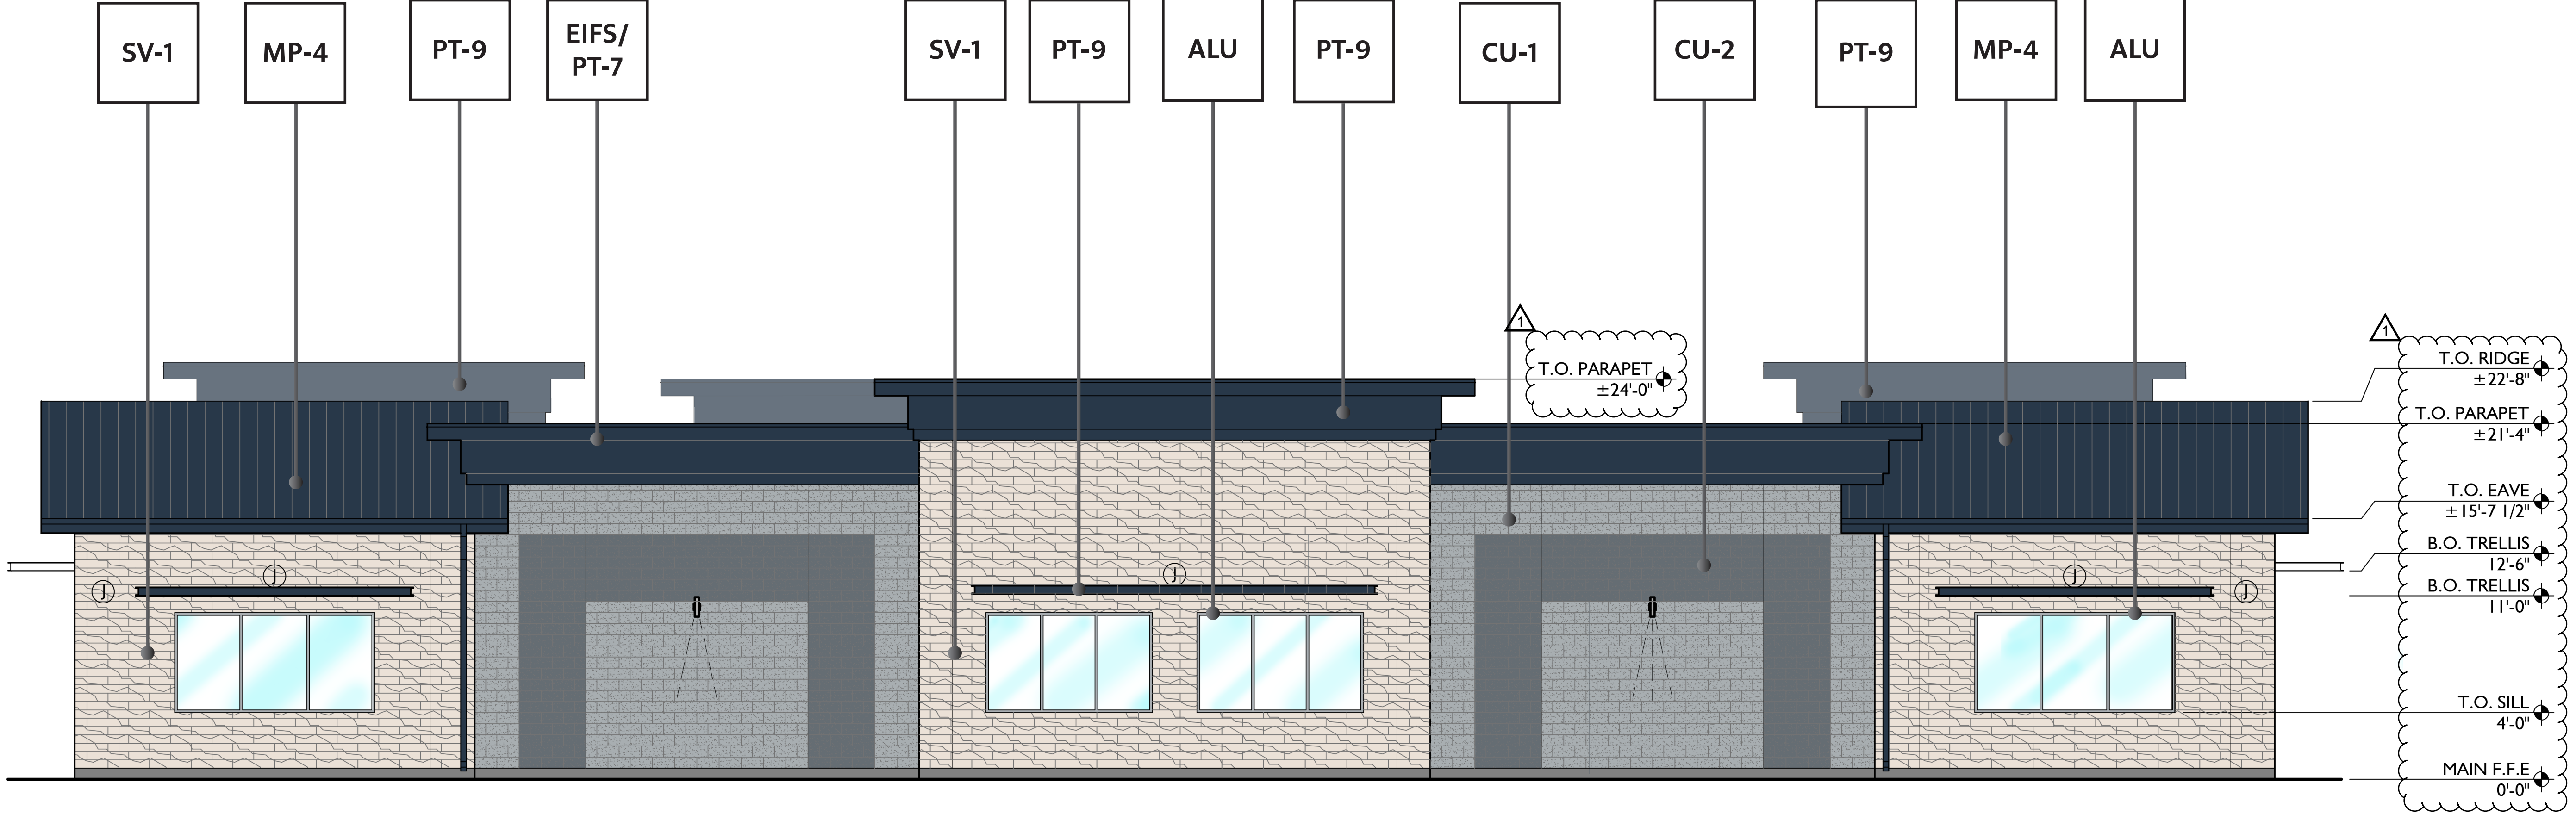 SV-1
MP-4
PT-9
EIFS/
PT-7
SV-1
PT-9
ALU
PT-9
CU-1
CU-2
PT-9
MP-4
ALU
1
T.O. PARAPET
±24'-0"
1
T.O. RIDGE
±22'-8"
T.O. PARAPET
±21'-4"
T.O. EAVE
±15'-7 1/2"
B.O. TRELLIS
12'-6"
B.O. TRELLIS
11'-0"
T.O. SILL
4'-0"
MAIN F.F.E
0'-0"
J
J
J
J
J